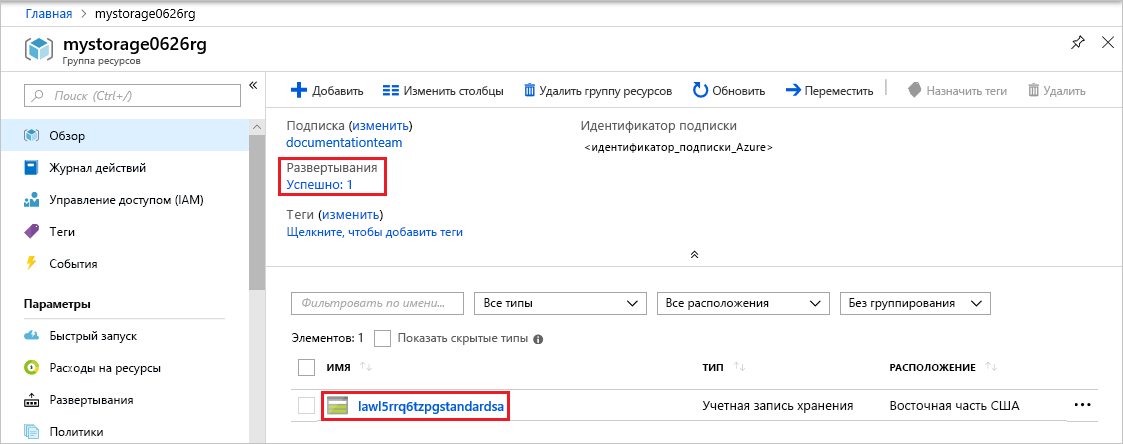 Главная > mystorage0626rg
mystorage0626rg
Группа ресурсов
Поиск (Ctrl+/)
Обзор
Журнал действий
Управление доступом (IAM)
Теги
События
Параметры
Быстрый запуск
Расходы на ресурсы
Развертывания
Политики
Добавить Изменить столбцы Удалить группу ресурсов Обновить Переместить Назначить теги Удалить
Подписка (изменить) Идентификатор подписки
documentationteam <идентификатор_подписки_Azure>
Развертывания
Успешно: 1
Теги (изменить)
Щелкните, чтобы добавить теги
Фильтровать по имени... Все типы Все расположения Без группирования
Элементов: 1 Показать скрытые типы
ИМЯ ТИП РАСПОЛОЖЕНИЕ
lawl5rrq6tzpgstandardsa Учетная запись хранения Восточная часть США